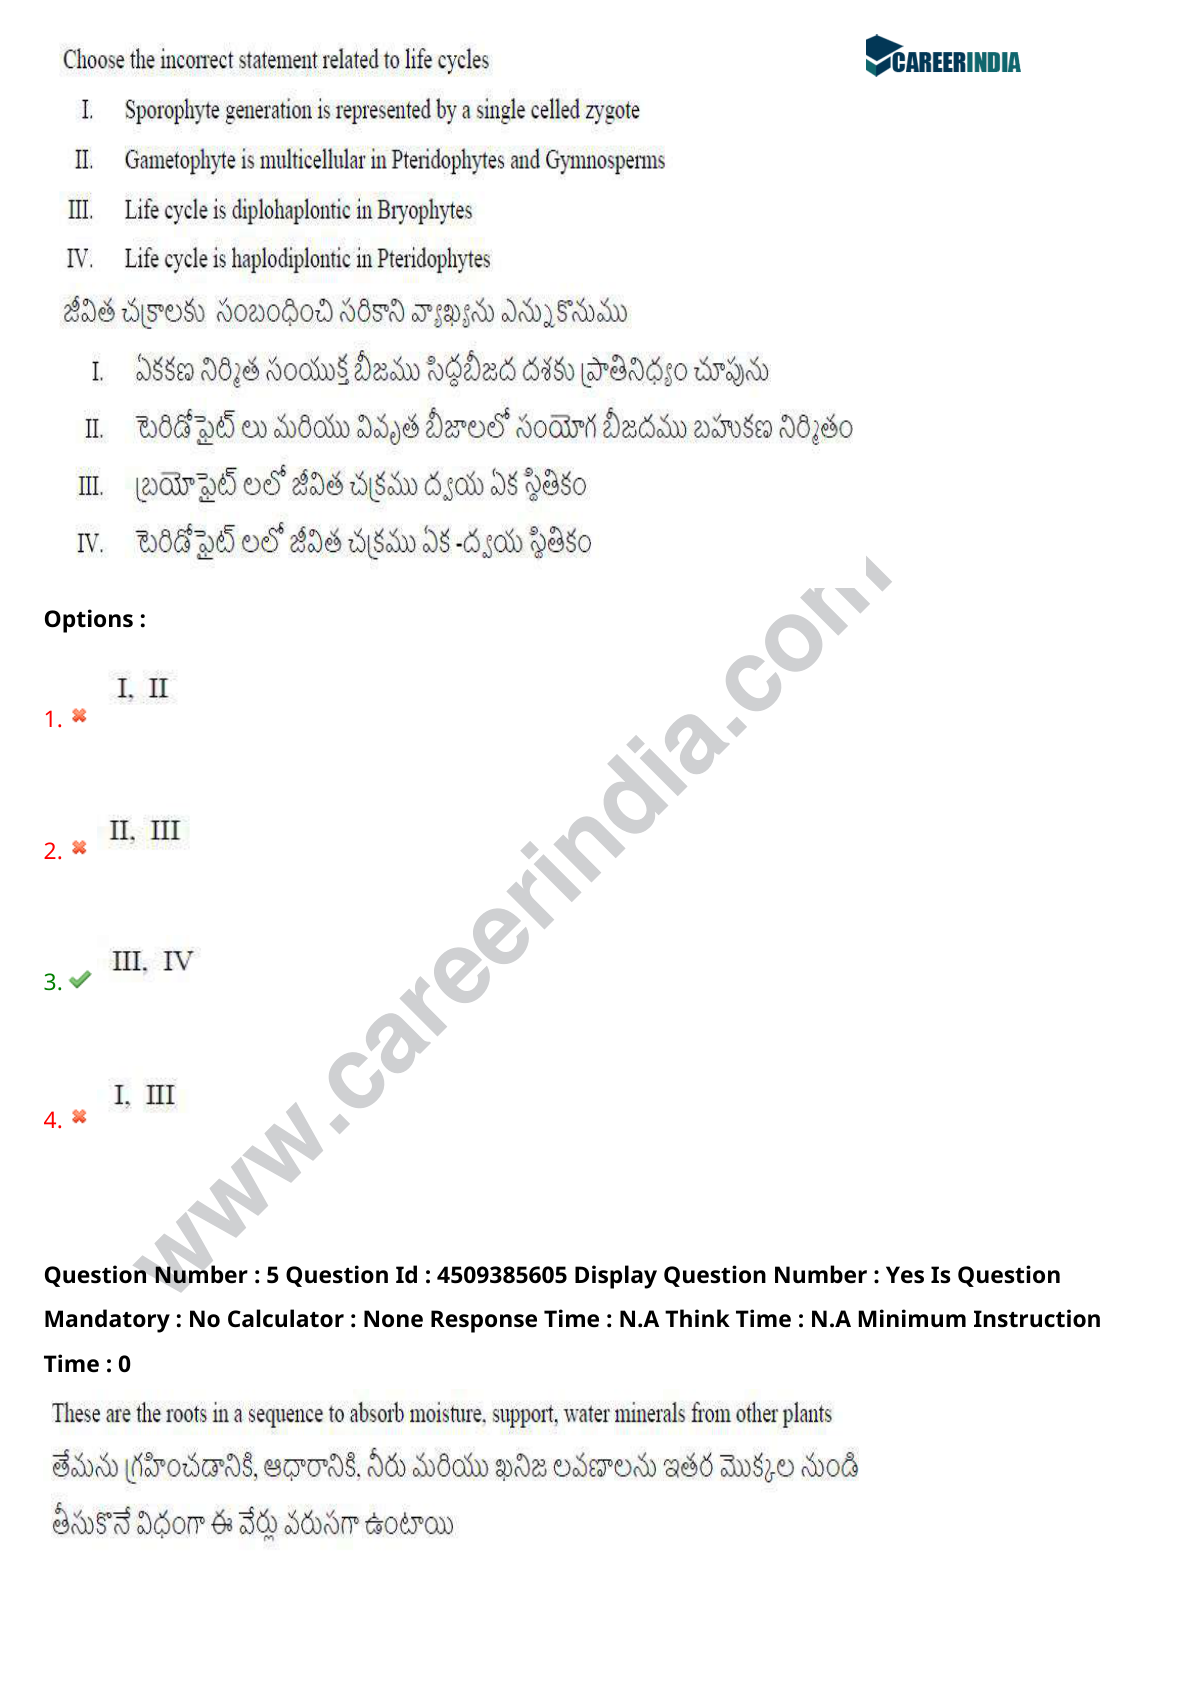 CAREERINDIA
Choose the incorrect statement related to life cycles
I. Sporophyte generation is represented by a single celled zygote
II. Gametophyte is multicellular in Pteridophytes and Gymnosperms
III. Life cycle is diplohaplontic in Bryophytes
IV. Life cycle is haplodiplontic in Pteridophytes
జీవిత చక్రాలకు సంబంధించి సరికాని వ్యాఖ్యను ఎన్నుకొనుము
I. ఏకకణ నిర్మిత సంయుక్త బీజము సిద్ధబీజద దశకు ప్రాతినిధ్యం చూపును
II. టెరిడోఫైట్ లు మరియు వివృత బీజాలలో సంయోగ బీజదము బహుకణ నిర్మితం
III. బ్రయోఫైట్ లలో జీవిత చక్రము ద్వయ ఏక స్థితికం
IV. టెరిడోఫైట్ లలో జీవిత చక్రము ఏక -ద్వయ స్థితికం
Options :
I, II
1.
II, III
2.
III, IV
3.
I, III
4.
www.careerindia.com
Question Number : 5 Question Id : 4509385605 Display Question Number : Yes Is Question
Mandatory : No Calculator : None Response Time : N.A Think Time : N.A Minimum Instruction
Time : 0
These are the roots in a sequence to absorb moisture, support, water minerals from other plants
తేమను గ్రహించడానికి, ఆధారానికి, నీరు మరియు ఖనిజ లవణాలను ఇతర మొక్కల నుండి
తీసుకొనే విధంగా ఈ వేర్లు వరుసగా ఉంటాయి